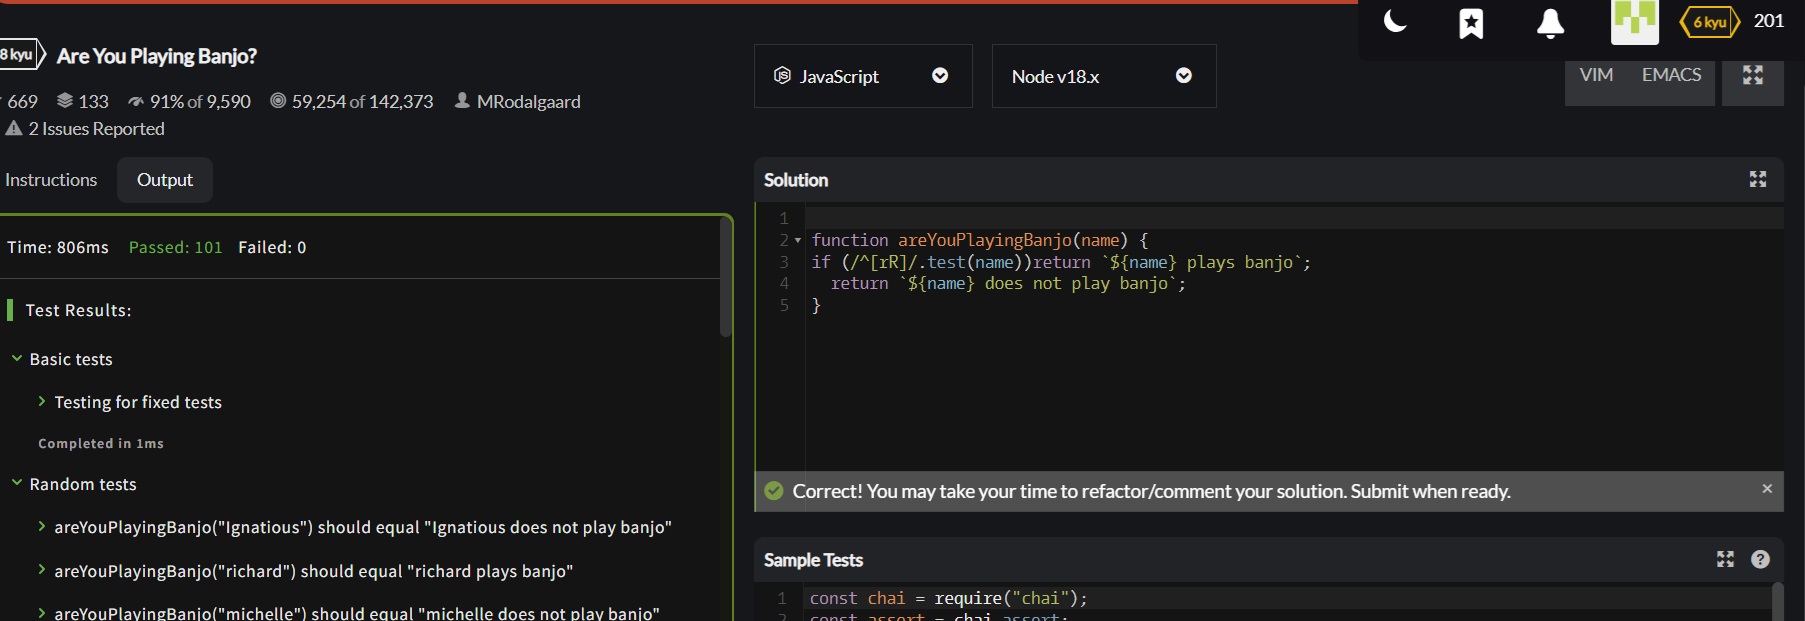 8 kyu Are You Playing Banjo?
669 133 91% of 9,590 59,254 of 142,373 MRodalgaard
2 Issues Reported
JavaScript
Node v18.x
6 kyu 201
VIM EMACS
Instructions Output
Time: 806ms Passed: 101 Failed: 0
Test Results:
Basic tests
Testing for fixed tests
Completed in 1ms
Random tests
areYouPlayingBanjo("Ignatious") should equal "Ignatious does not play banjo"
areYouPlayingBanjo("richard") should equal "richard plays banjo"
areYouPlayingBanjo("michelle") should equal "michelle does not play banjo"
Solution
1
2 function areYouPlayingBanjo(name) {
3 if (/^[rR]/.test(name))return `${name} plays banjo`;
4 return `${name} does not play banjo`;
5 }
Correct! You may take your time to refactor/comment your solution. Submit when ready. ×
Sample Tests ?
1 const chai = require("chai");
2 const assert = chai.assert;